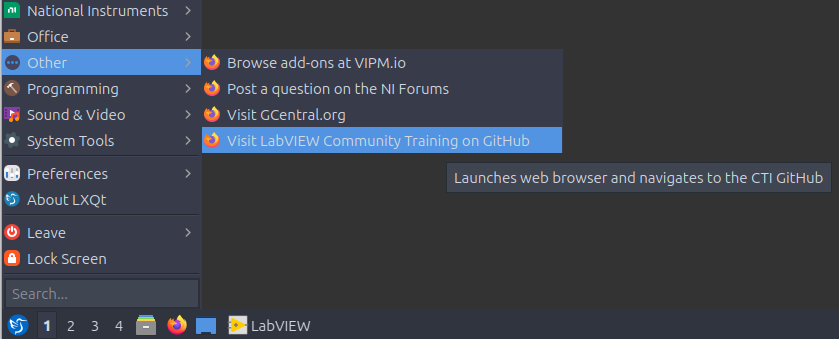 National Instruments
Office
Other
Programming
Sound & Video
System Tools
Preferences
About LXQt
Leave
Lock Screen
Search...
Browse add-ons at VIPM.io
Post a question on the NI Forums
Visit GCentral.org
Visit LabVIEW Community Training on GitHub
Launches web browser and navigates to the CTI GitHub
1 2 3 4 LabVIEW